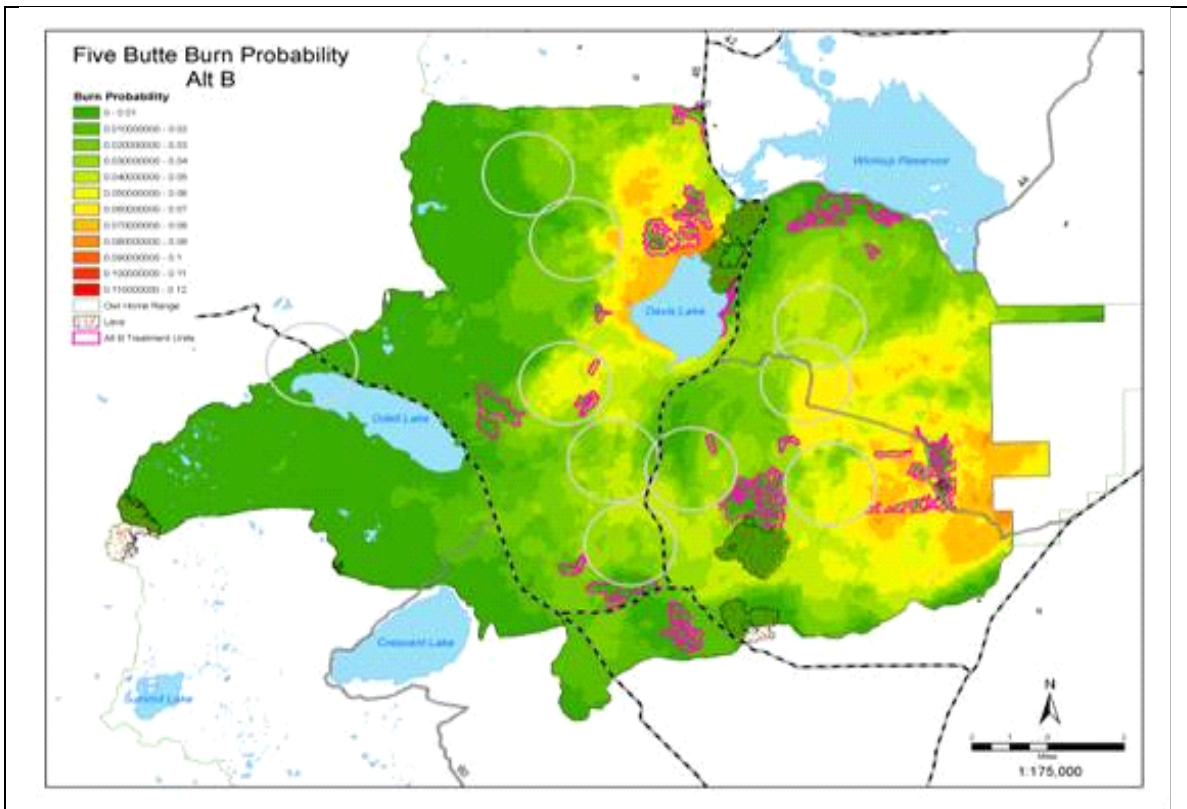 Five Butte Burn Probability
Alt B
Burn Probability
0 - 0.01
0.010000000 - 0.02
0.020000000 - 0.03
0.030000000 - 0.04
0.040000000 - 0.05
0.050000000 - 0.06
0.060000000 - 0.07
0.070000000 - 0.08
0.080000000 - 0.09
0.090000000 - 0.1
0.100000000 - 0.11
0.110000000 - 0.12
Owl Home Range
Lava
Alt B Treatment Units
Wickiup Reservoir
44
Davis Lake
Odell Lake
Crescent Lake
Summit Lake
60
N
Miles
1:175,000